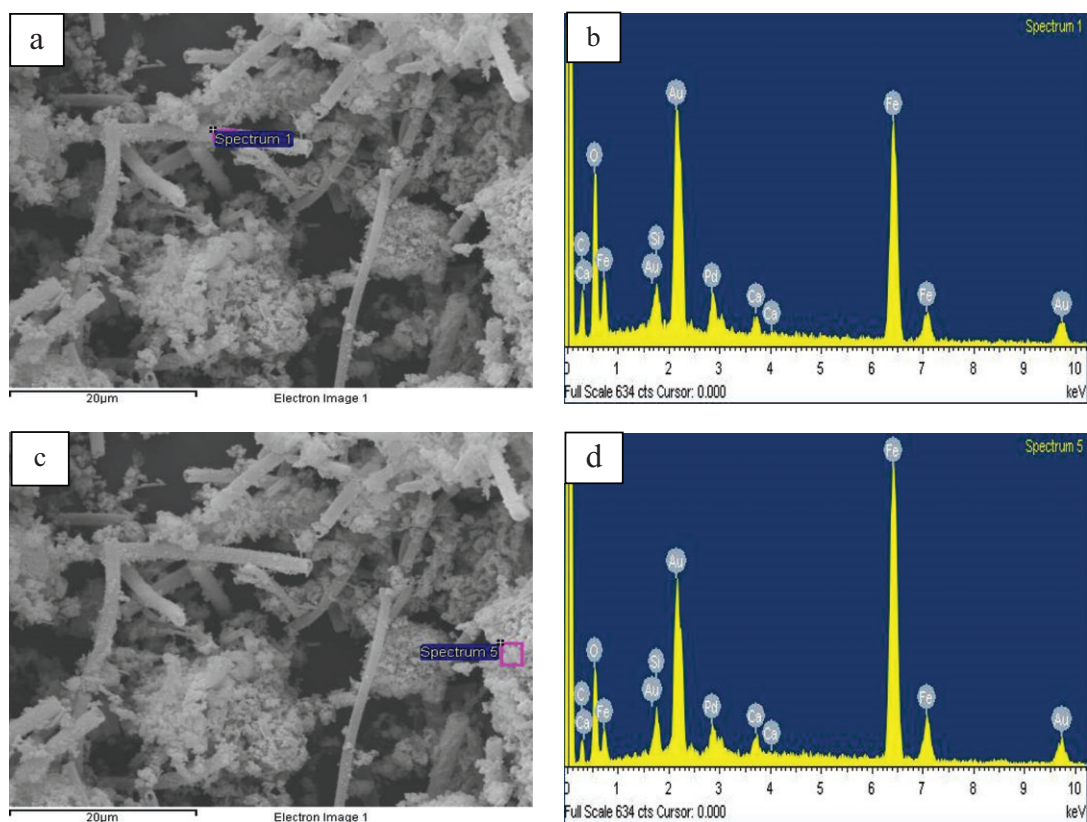 a
Spectrum 1
20µm
Electron Image 1
b
Spectrum 1
Au
Fe
O
Si
C
Au
Pd
Ca
Fe
Ca
Ca
Fe
Au
0 1 2 3 4 5 6 7 8 9 10
Full Scale 634 cts Cursor: 0.000
keV
c
Spectrum 5
20µm
Electron Image 1
d
Spectrum 5
Fe
Au
O
Si
C
Au
Fe
Pd
Ca
Fe
Ca
Ca
Au
0 1 2 3 4 5 6 7 8 9 10
Full Scale 634 cts Cursor: 0.000
keV